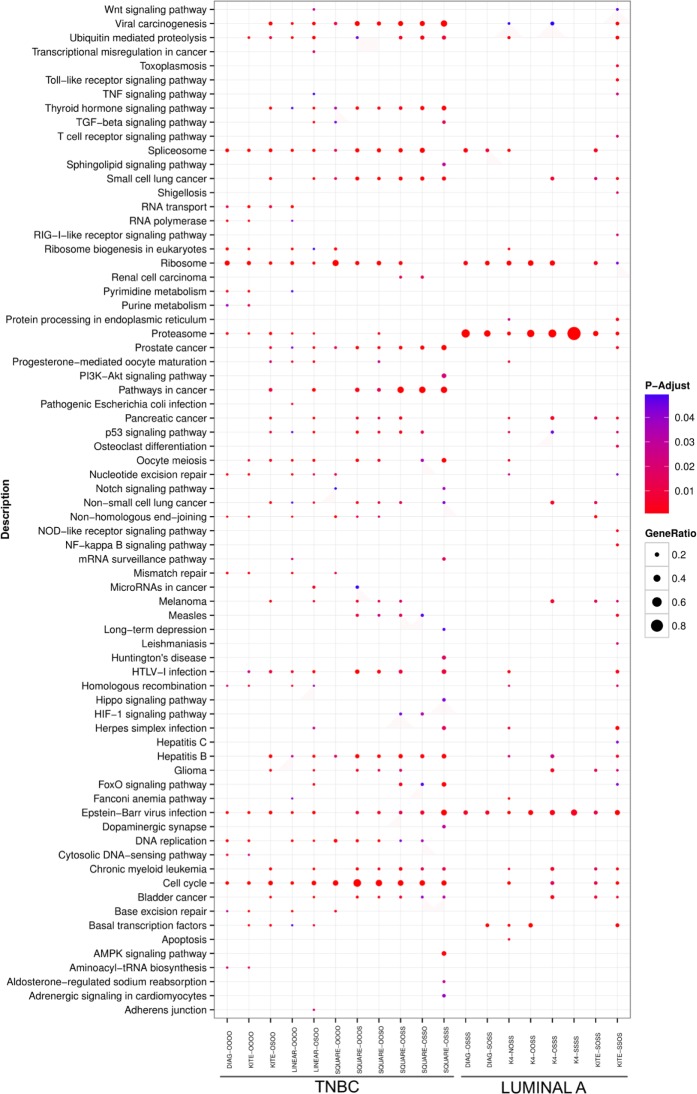 Description
Wnt signaling pathway
Viral carcinogenesis
Ubiquitin mediated proteolysis
Transcriptional misregulation in cancer
Toxoplasmosis
Toll−like receptor signaling pathway
TNF signaling pathway
Thyroid hormone signaling pathway
TGF−beta signaling pathway
T cell receptor signaling pathway
Spliceosome
Sphingolipid signaling pathway
Small cell lung cancer
Shigellosis
RNA transport
RNA polymerase
RIG−I−like receptor signaling pathway
Ribosome biogenesis in eukaryotes
Ribosome
Renal cell carcinoma
Pyrimidine metabolism
Purine metabolism
Protein processing in endoplasmic reticulum
Proteasome
Prostate cancer
Progesterone−mediated oocyte maturation
PI3K−Akt signaling pathway
Pathways in cancer
Pathogenic Escherichia coli infection
Pancreatic cancer
p53 signaling pathway
Osteoclast differentiation
Oocyte meiosis
Nucleotide excision repair
Notch signaling pathway
Non−small cell lung cancer
Non−homologous end−joining
NOD−like receptor signaling pathway
NF−kappa B signaling pathway
mRNA surveillance pathway
Mismatch repair
MicroRNAs in cancer
Melanoma
Measles
Long−term depression
Leishmaniasis
Huntington's disease
HTLV−I infection
Homologous recombination
Hippo signaling pathway
HIF−1 signaling pathway
Herpes simplex infection
Hepatitis C
Hepatitis B
Glioma
FoxO signaling pathway
Fanconi anemia pathway
Epstein−Barr virus infection
Dopaminergic synapse
DNA replication
Cytosolic DNA−sensing pathway
Chronic myeloid leukemia
Cell cycle
Bladder cancer
Base excision repair
Basal transcription factors
Apoptosis
AMPK signaling pathway
Aminoacyl−tRNA biosynthesis
Aldosterone−regulated sodium reabsorption
Adrenergic signaling in cardiomyocytes
Adherens junction
DIAG−OOOO
KITE−OOOO
KITE−OSOO
LINEAR−OOOO
LINEAR−OSOO
SQUARE−OOOO
SQUARE−OOOS
SQUARE−OOSO
SQUARE−OOSS
SQUARE−OSSO
SQUARE−OSSS
DIAG−OSSS
DIAG−SOSS
K4−NOSS
K4−OOSS
K4−OSSS
K4−SSSS
KITE−SOSS
KITE−SSOS
TNBC
LUMINAL A
P−Adjust
0.04
0.03
0.02
0.01
GeneRatio
0.2
0.4
0.6
0.8